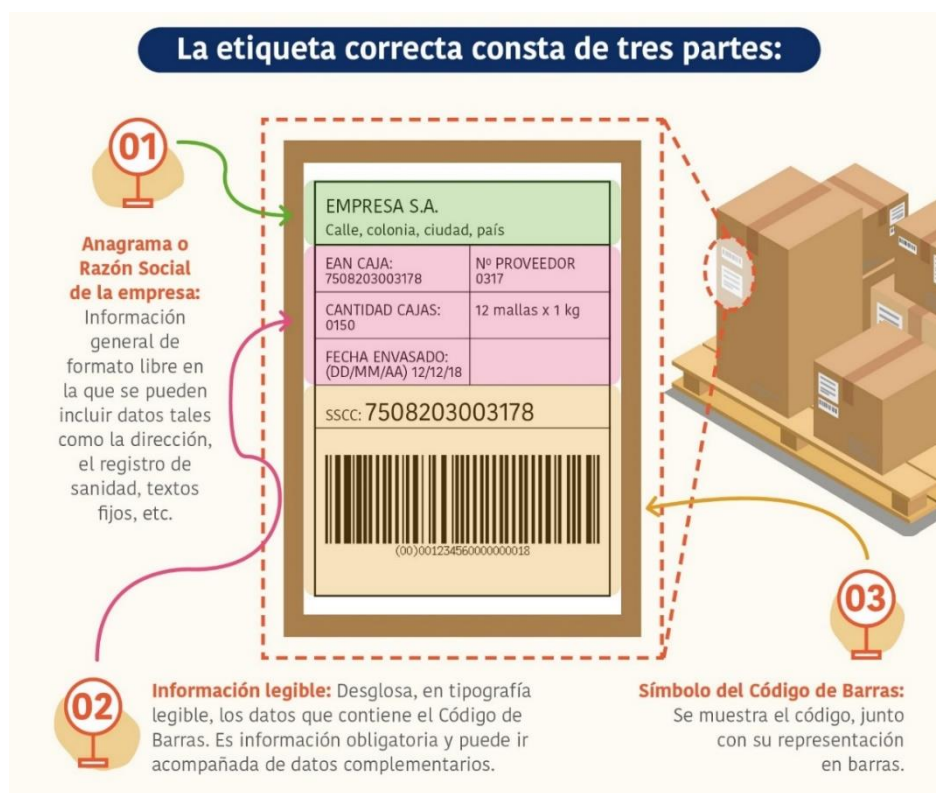 La etiqueta correcta consta de tres partes:
01
Anagrama o
Razón Social
de la empresa:
Información
general de
formato libre en
la que se pueden
incluir datos tales
como la dirección,
el registro de
sanidad, textos
fijos, etc.
EMPRESA S.A.
Calle, colonia, ciudad, país
EAN CAJA:
7508203003178
Nº PROVEEDOR
0317
CANTIDAD CAJAS:
0150
12 mallas x 1 kg
FECHA ENVASADO:
(DD/MM/AA) 12/12/18
SSCC: 7508203003178
(00)001234560000000018
02
Información legible: Desglosa, en tipografía
legible, los datos que contiene el Código de
Barras. Es información obligatoria y puede ir
acompañada de datos complementarios.
03
Símbolo del Código de Barras:
Se muestra el código, junto
con su representación
en barras.